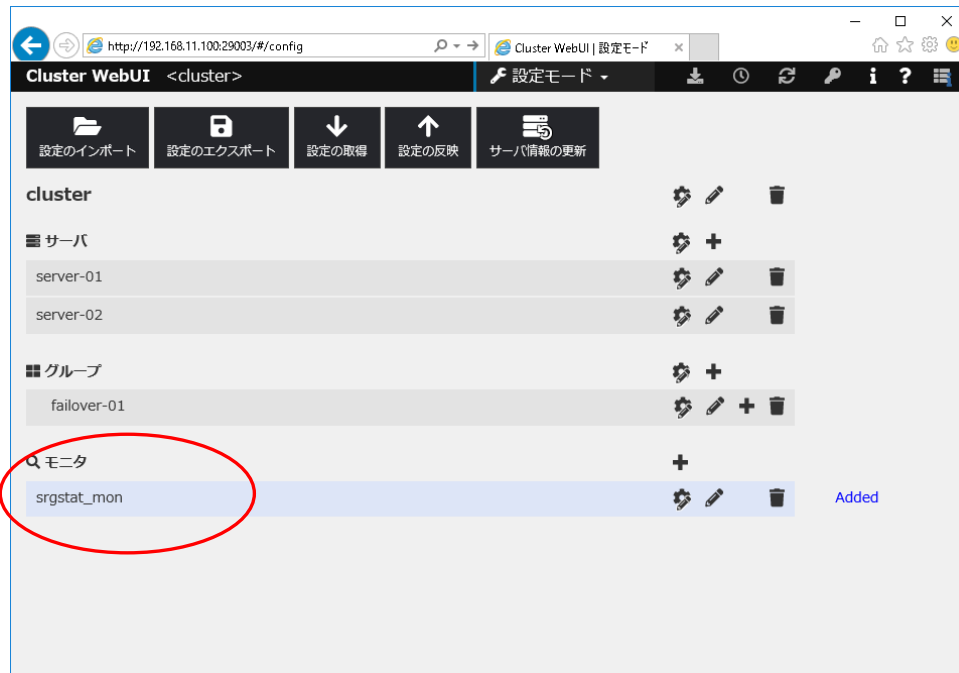 http://192.168.11.100:29003/#/config
Cluster WebUI | 設定モード
Cluster WebUI <cluster> 設定モード
設定のインポート 設定のエクスポート 設定の取得 設定の反映 サーバ情報の更新
cluster
サーバ
server-01
server-02
グループ
failover-01
モニタ
srgstat_mon Added